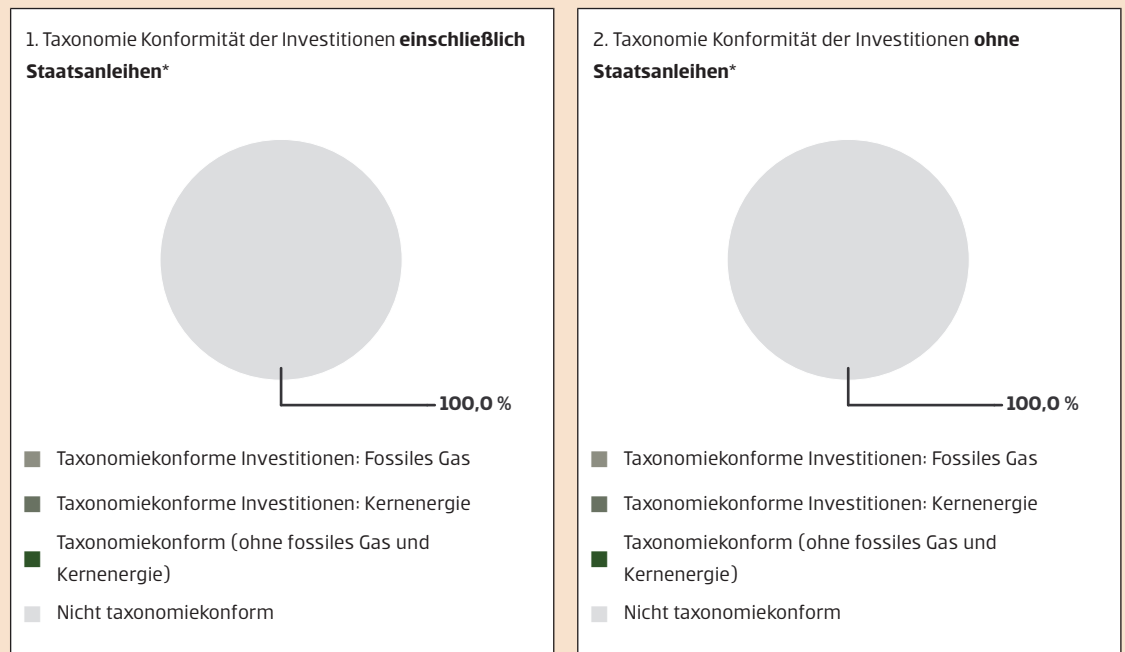 1. Taxonomie Konformität der Investitionen einschließlich
Staatsanleihen*
100,0 %
Taxonomiekonforme Investitionen: Fossiles Gas
Taxonomiekonforme Investitionen: Kernenergie
Taxonomiekonform (ohne fossiles Gas und
Kernenergie)
Nicht taxonomiekonform
2. Taxonomie Konformität der Investitionen ohne
Staatsanleihen*
100,0 %
Taxonomiekonforme Investitionen: Fossiles Gas
Taxonomiekonforme Investitionen: Kernenergie
Taxonomiekonform (ohne fossiles Gas und
Kernenergie)
Nicht taxonomiekonform